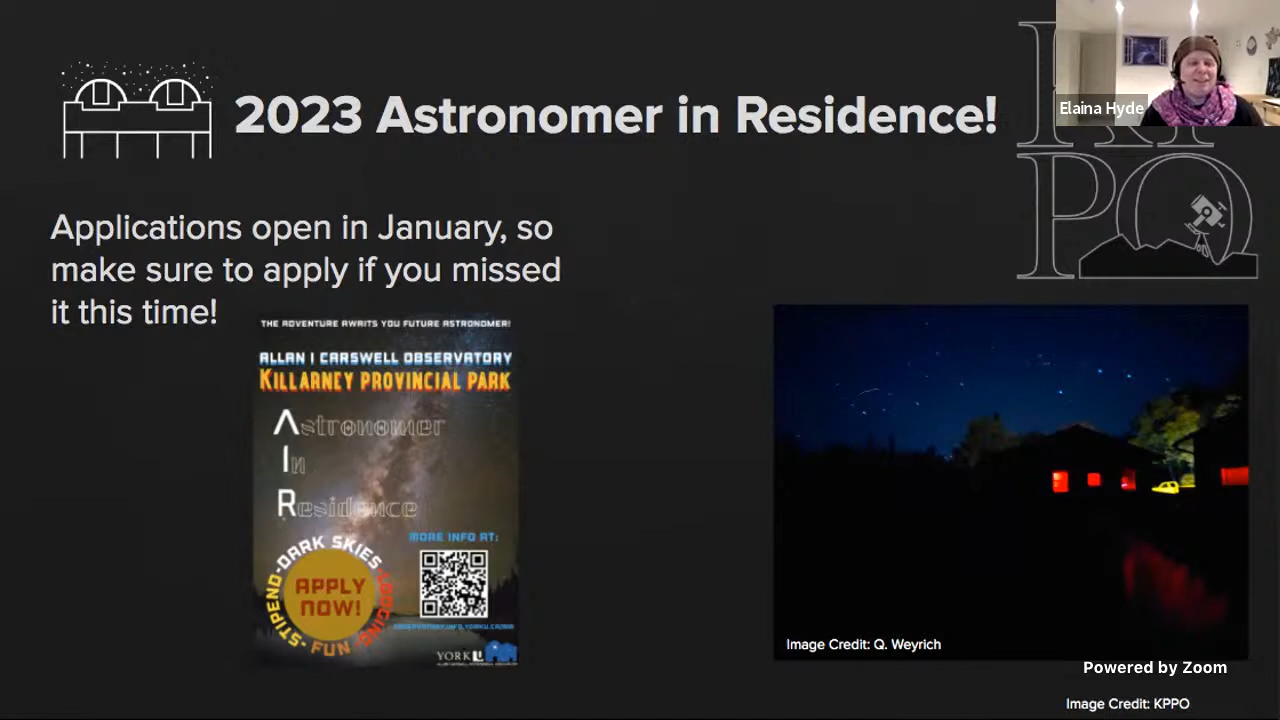 2023 Astronomer in Residence!
Elaina Hyde
Applications open in January, so
make sure to apply if you missed
it this time!
PO
THE ADVENTURE AWAITS YOU FUTURE ASTRONOMER!
ALLAN I CARSWELL OBSERVATORY
KILLARNEY PROVINCIAL PARK
Astronomer
In
Residence
MORE INFO AT:
DARK SKIES - LODGING - FUN - STIPEND -
APPLY
NOW!
YORK U
Image Credit: Q. Weyrich
Powered by Zoom
Image Credit: KPPO